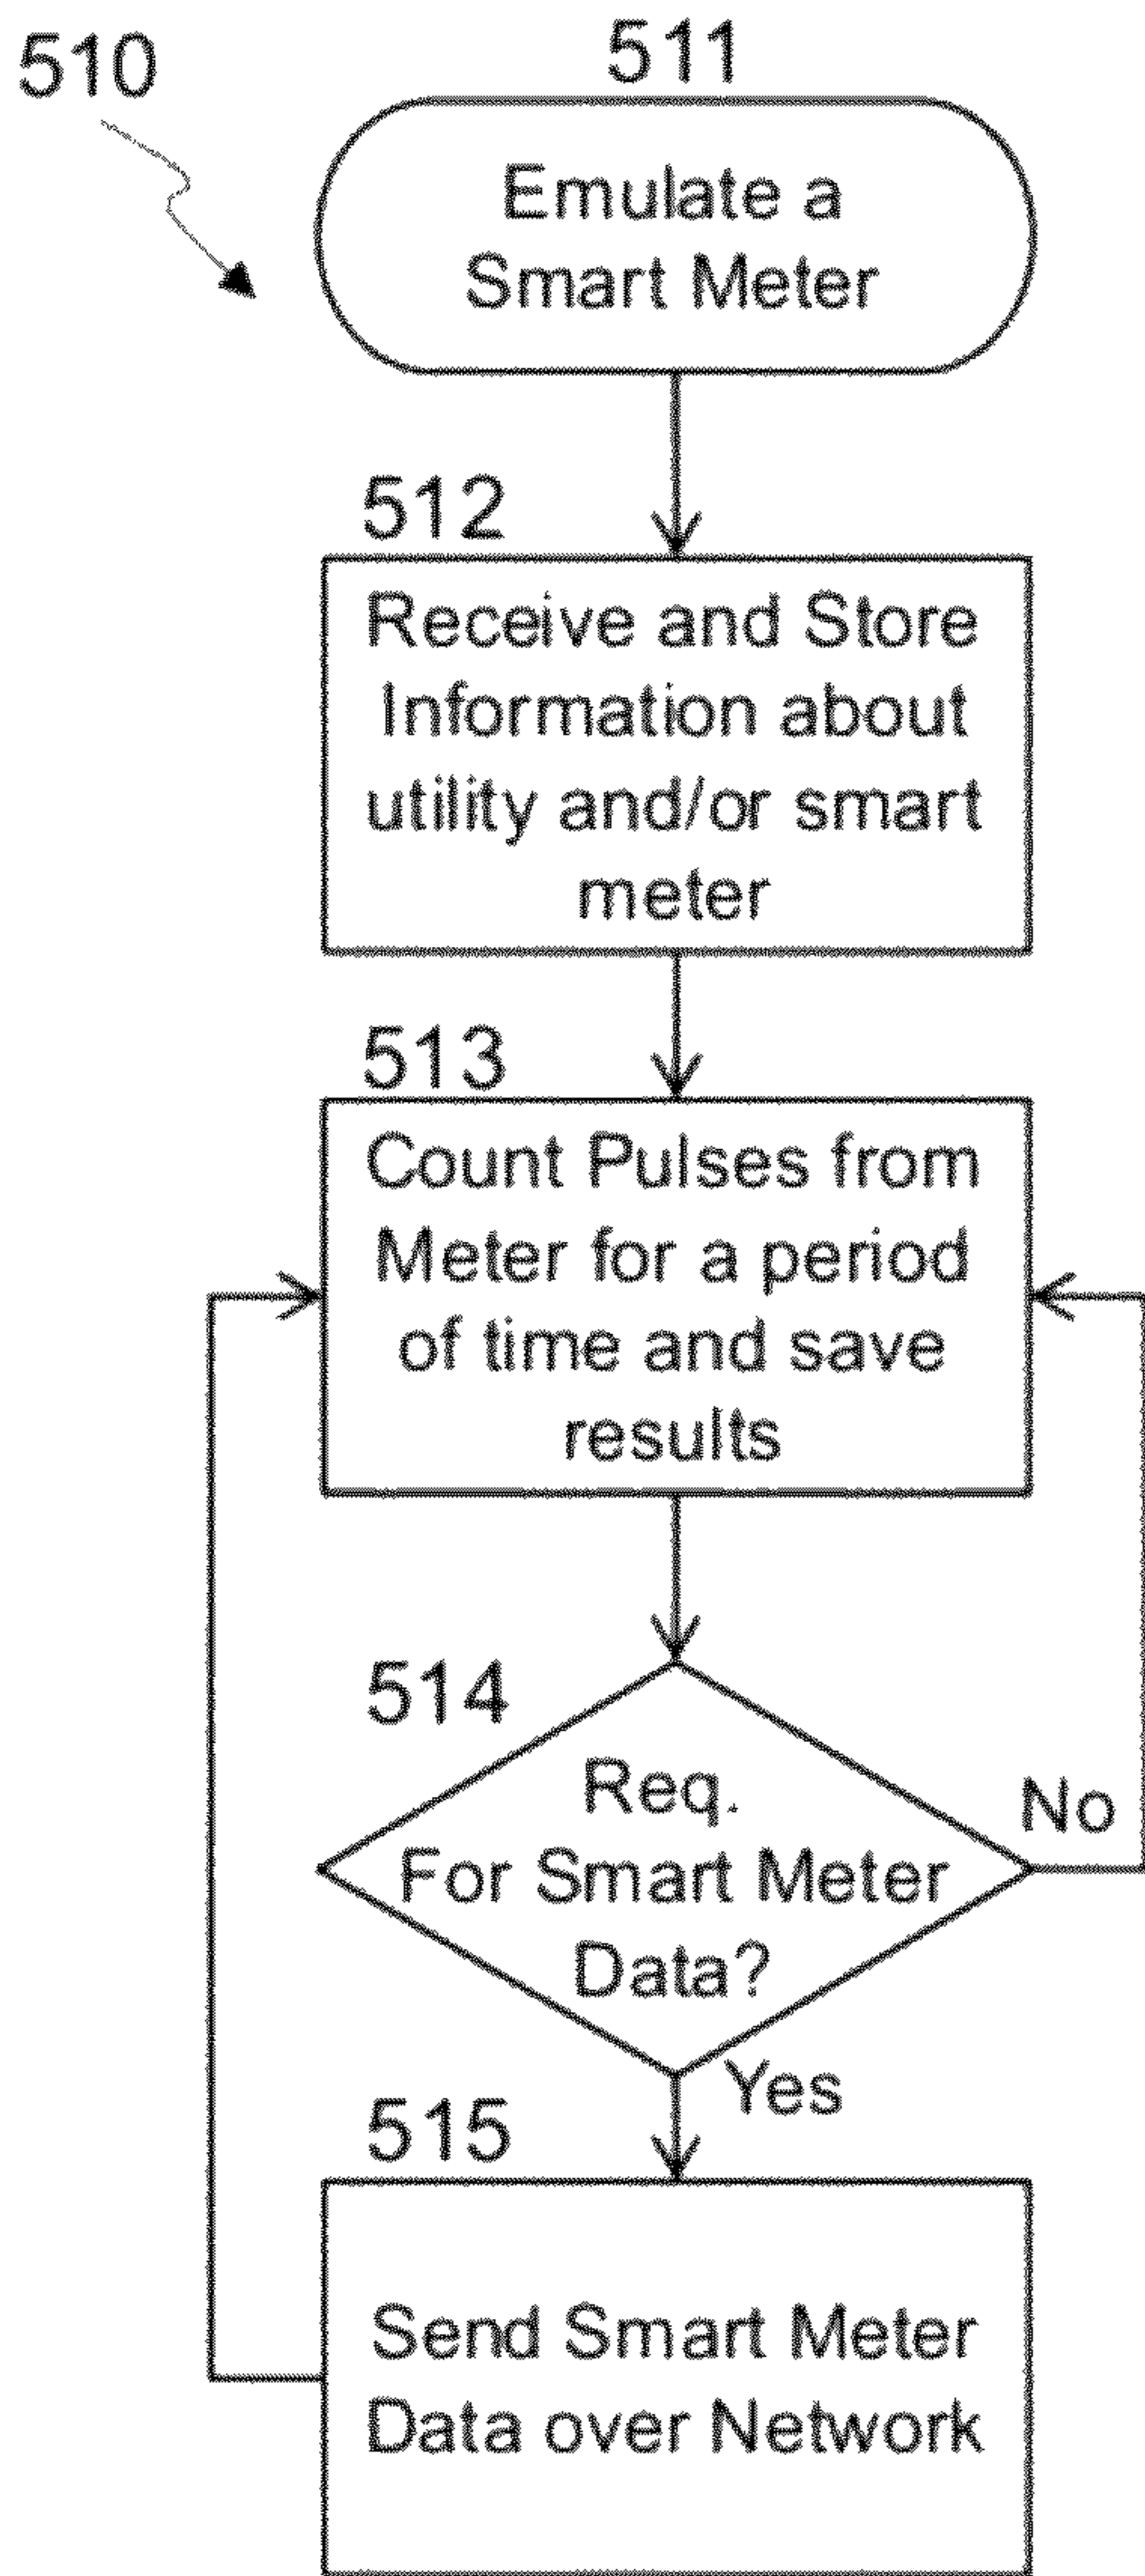 510
511
Emulate a
Smart Meter
512
Receive and Store
Information about
utility and/or smart
meter
513
Count Pulses from
Meter for a period
of time and save
results
514
Req.
For Smart Meter
Data?
No
Yes
515
Send Smart Meter
Data over Network